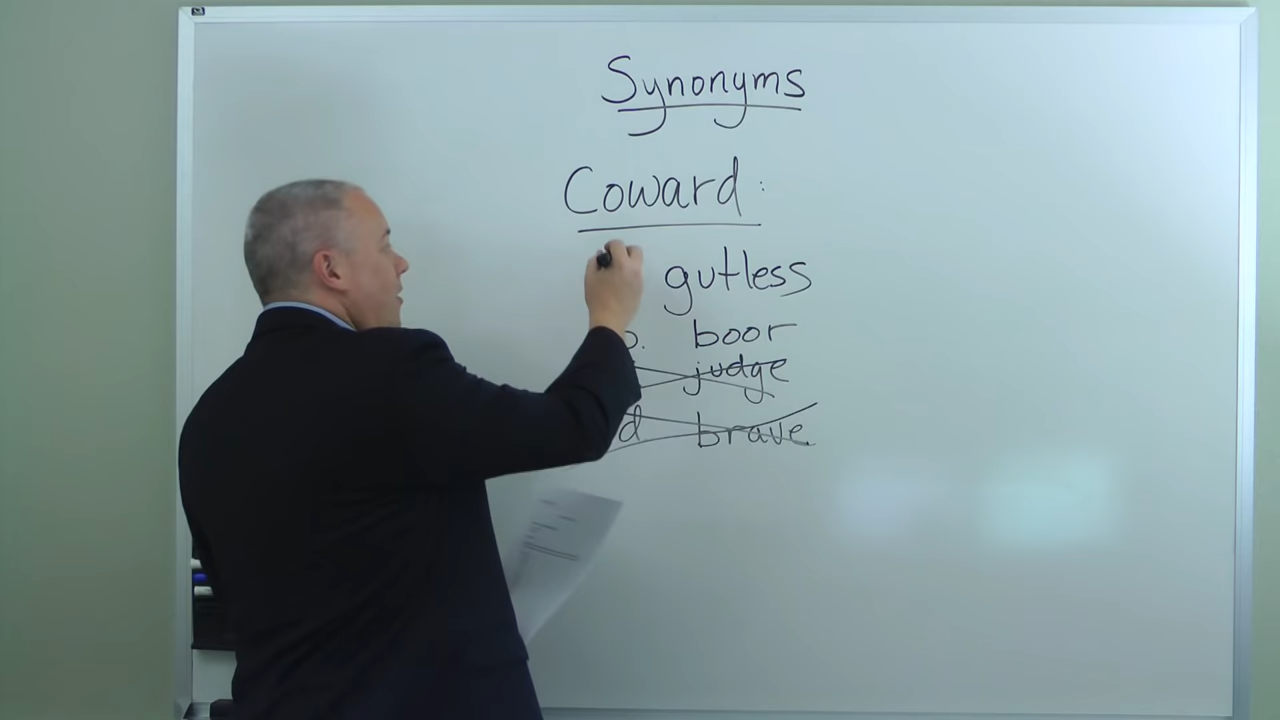 Synonyms
Coward:
gutless
b. boor
judge
d brave